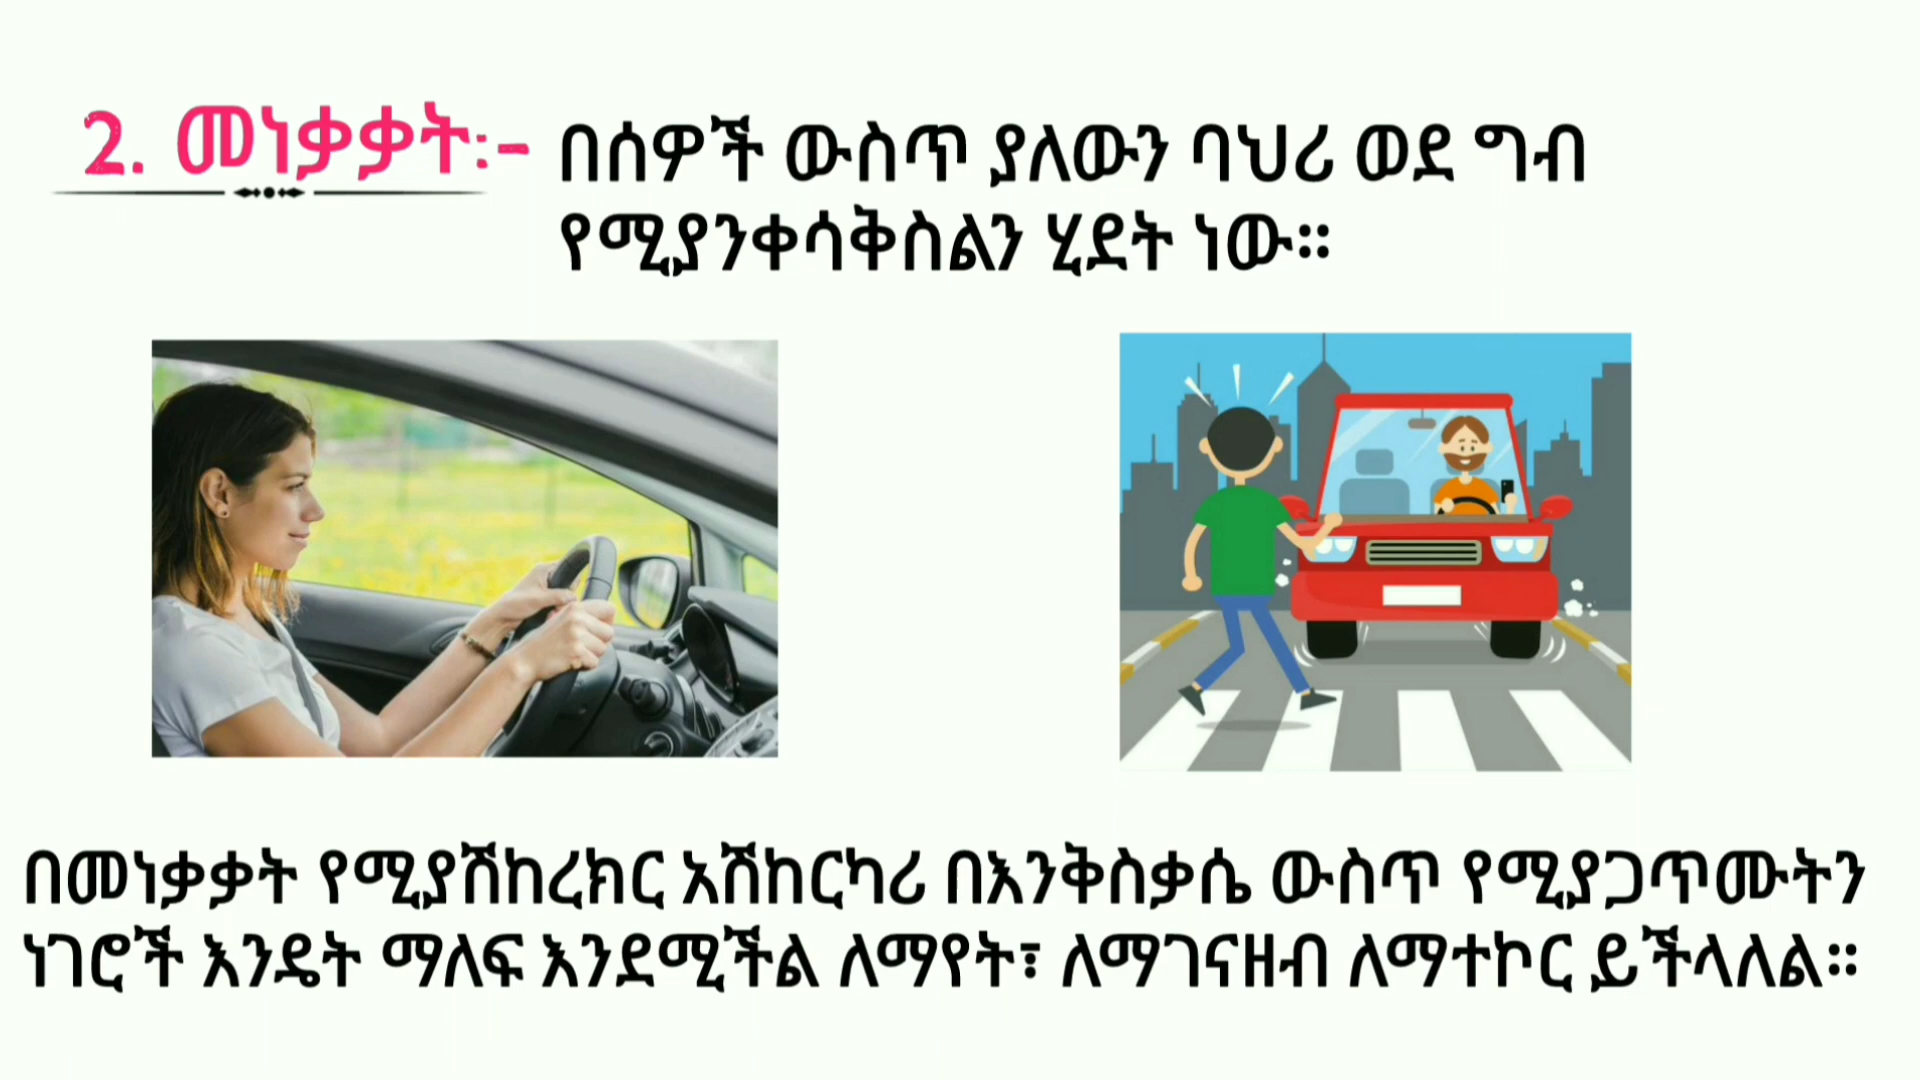 2. መነቃቃት:- በሰዎች ውስጥ ያለውን ባህሪ ወደ ግብ
የሚያንቀሳቅስልን ሂደት ነው።
በመነቃቃት የሚያሽከረክር አሽከርካሪ በእንቅስቃሴ ውስጥ የሚያጋጥሙትን
ነገሮች እንዴት ማለፍ እንደሚችል ለማየት፣ ለማገናዘብ ለማተኮር ይችላለል።